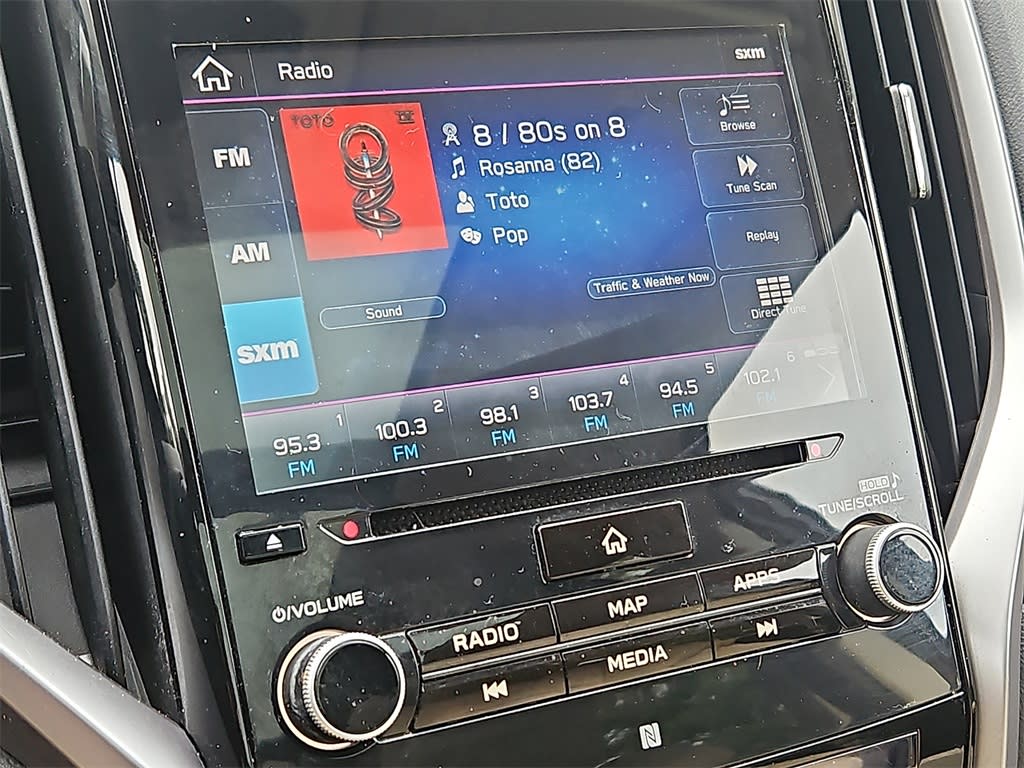 Radio
sxm
TOTO IV
FM
AM
sxm
8 / 80s on 8
Rosanna (82)
Toto
Pop
Browse
Tune Scan
Replay
Direct Tune
Traffic & Weather Now
Sound
1
95.3
FM
2
100.3
FM
3
98.1
FM
4
103.7
FM
5
94.5
FM
6
102.1
FM
HOLD
TUNE/SCROLL
/VOLUME
RADIO
MAP
APPS
MEDIA
N